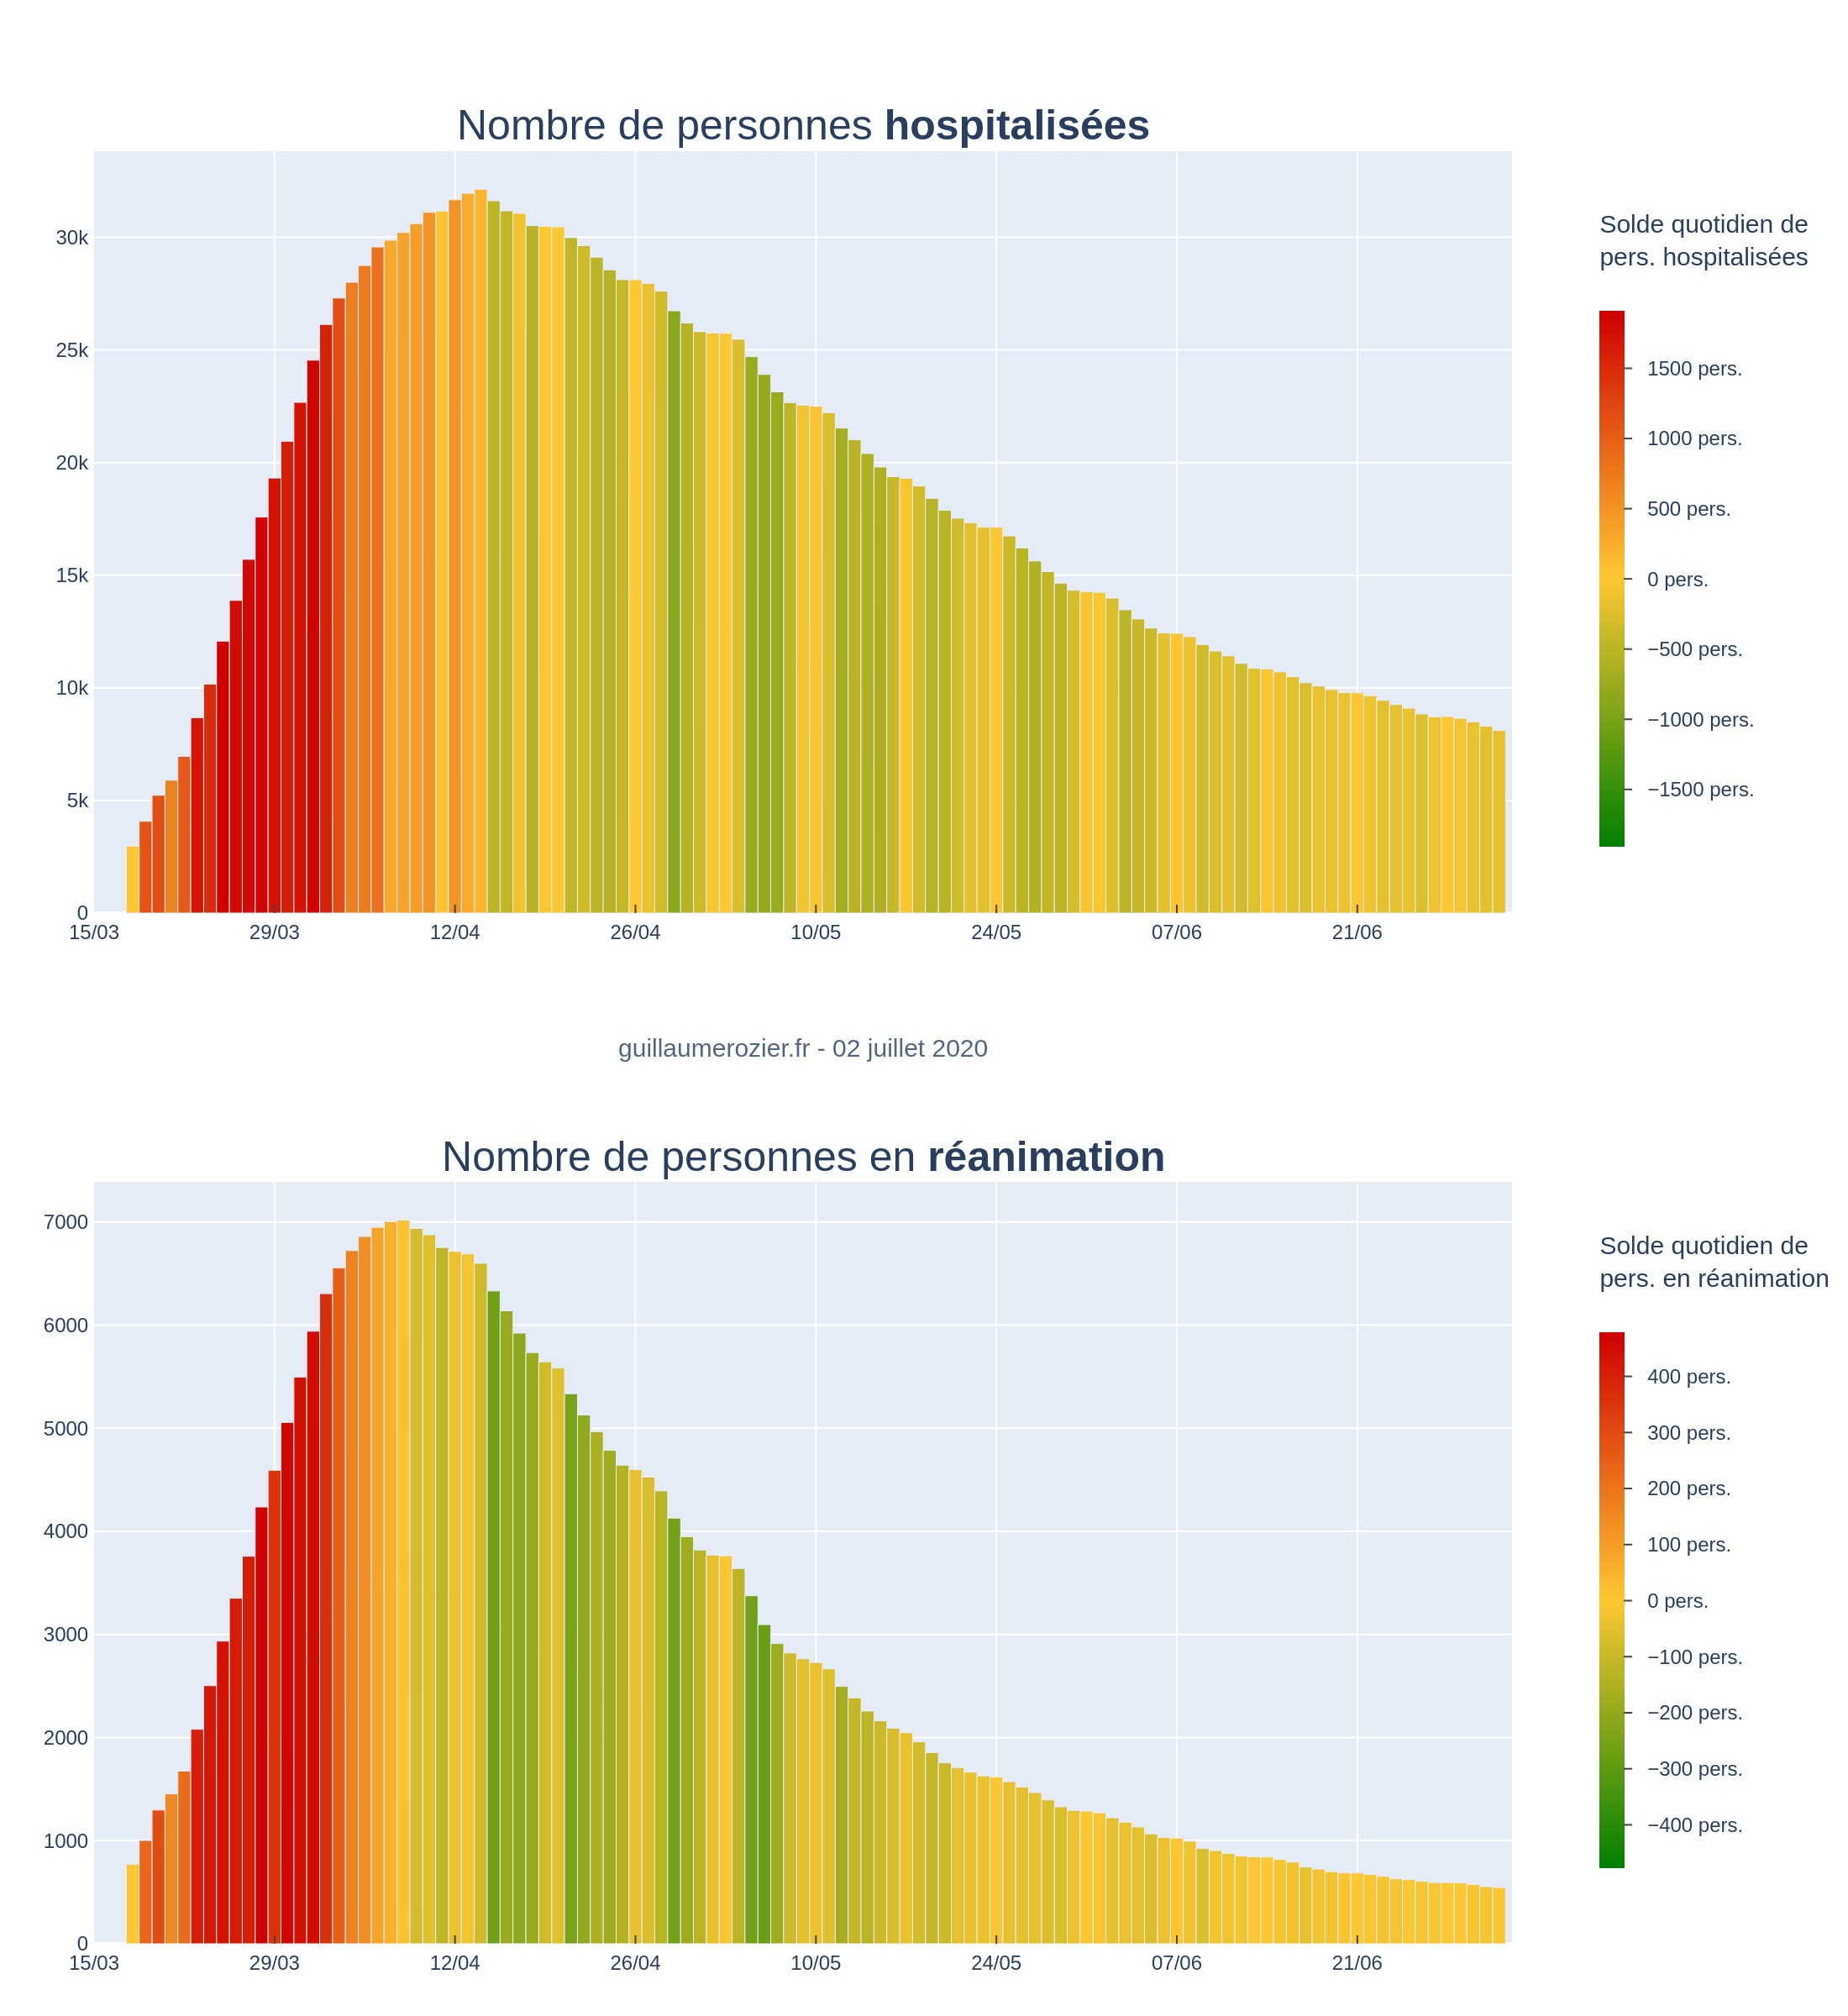 Nombre de personnes hospitalisées
Solde quotidien de
pers. hospitalisées
30k
25k
20k
15k
10k
5k
0
1500 pers.
1000 pers.
500 pers.
0 pers.
−500 pers.
−1000 pers.
−1500 pers.
15/03
29/03
12/04
26/04
10/05
24/05
07/06
21/06
guillaumerozier.fr - 02 juillet 2020
Nombre de personnes en réanimation
Solde quotidien de
pers. en réanimation
7000
6000
5000
4000
3000
2000
1000
0
400 pers.
300 pers.
200 pers.
100 pers.
0 pers.
−100 pers.
−200 pers.
−300 pers.
−400 pers.
15/03
29/03
12/04
26/04
10/05
24/05
07/06
21/06